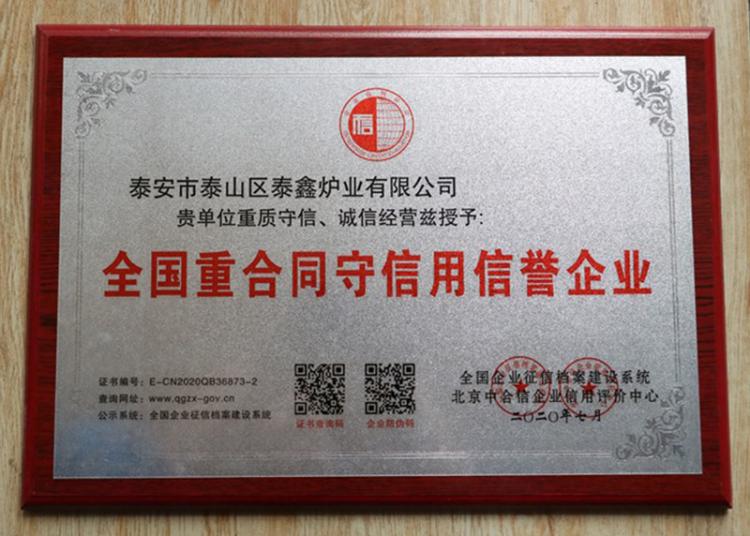 信
泰安市泰山区泰鑫炉业有限公司
贵单位重质守信、诚信经营兹授予:
全国重合同守信用信誉企业
证书编号: E-CN2020QB36873-2
查询网址: www.qgzx-gov.cn
公示系统: 全国企业征信档案建设系统
证书查询码
企业防伪码
全国企业征信档案建设系统
北京中合信企业信用评价中心
二〇二〇年七月